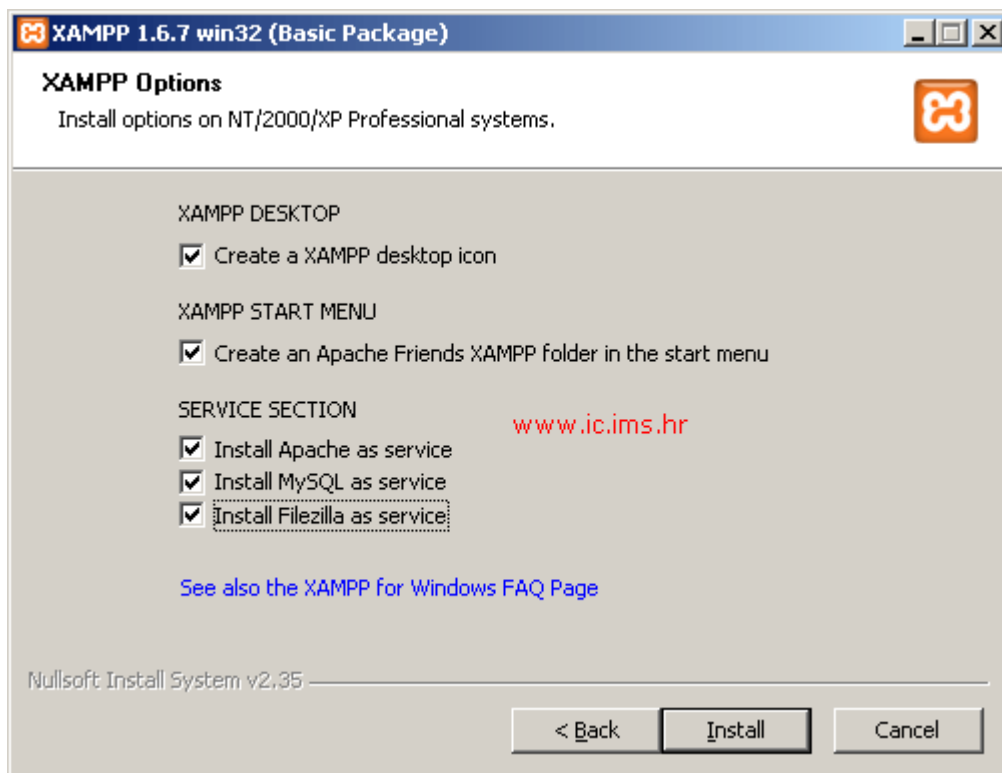 XAMPP 1.6.7 win32 (Basic Package)
XAMPP Options
Install options on NT/2000/XP Professional systems.
XAMPP DESKTOP
Create a XAMPP desktop icon
XAMPP START MENU
Create an Apache Friends XAMPP folder in the start menu
SERVICE SECTION
www.ic.ims.hr
Install Apache as service
Install MySQL as service
Install Filezilla as service
See also the XAMPP for Windows FAQ Page
Nullsoft Install System v2.35
< Back Install Cancel